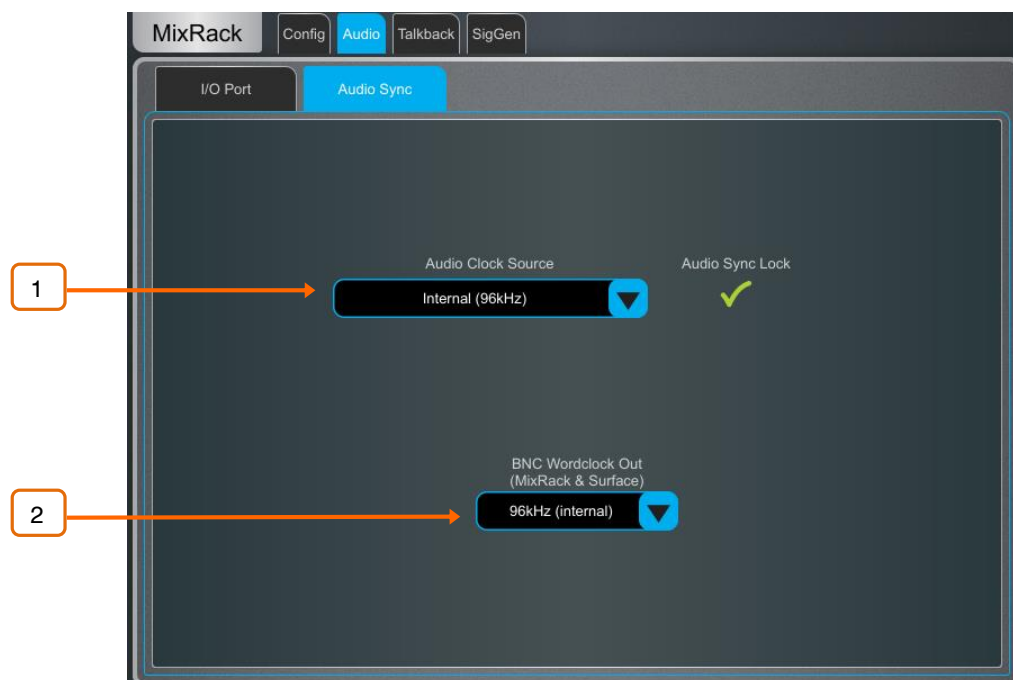 MixRack Config Audio Talkback SigGen
I/O Port Audio Sync
Audio Clock Source Audio Sync Lock
1 Internal (96kHz)
BNC Wordclock Out
(MixRack & Surface)
2 96kHz (internal)